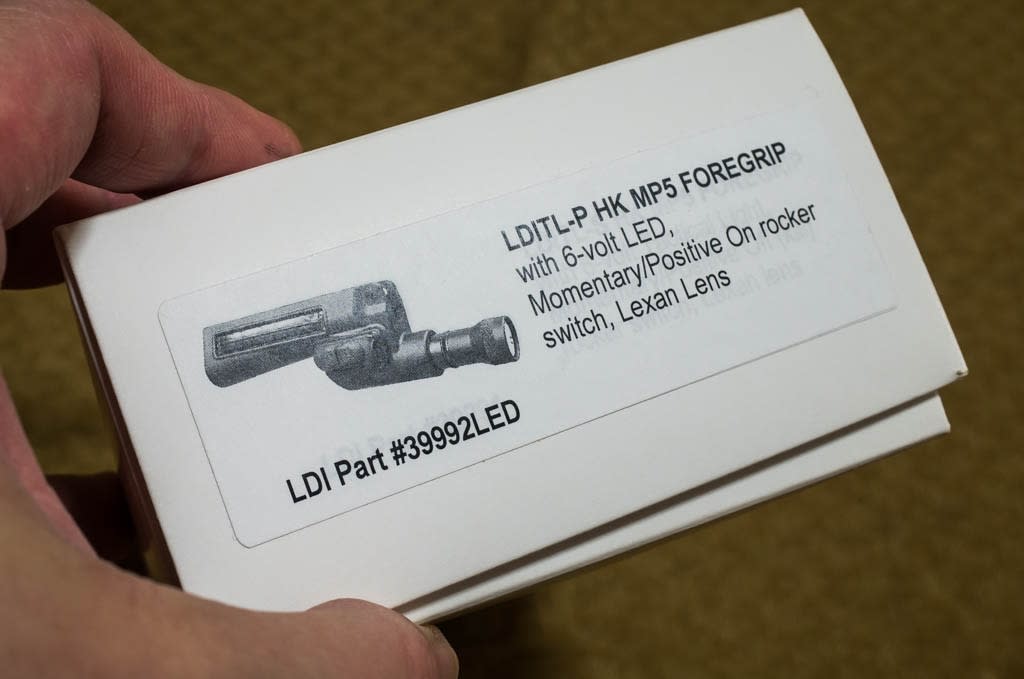 LDITL-P HK MP5 FOREGRIP
with 6-volt LED,
Momentary/Positive On rocker
switch, Lexan Lens
LDI Part #39992LED